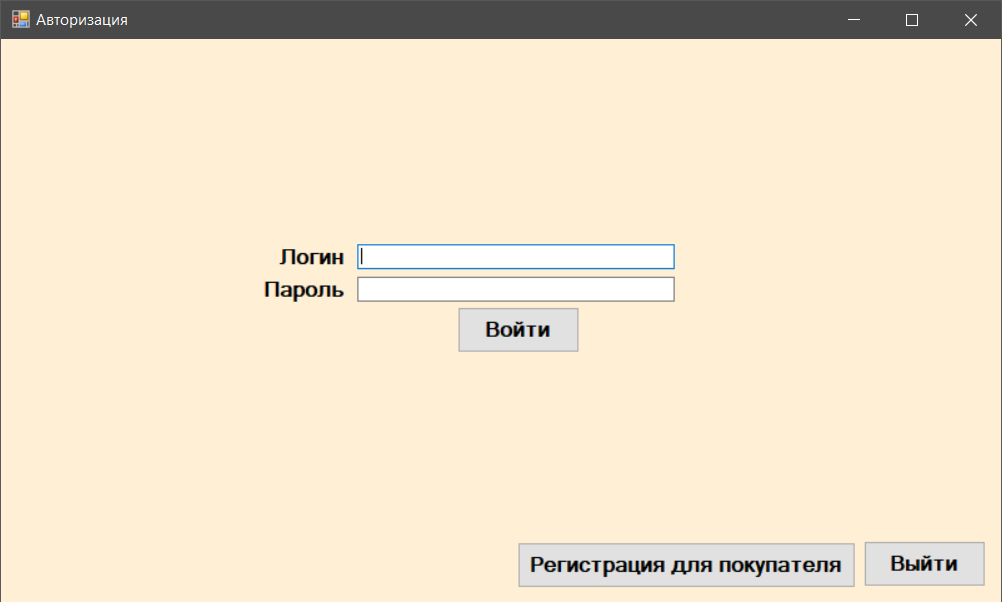 Авторизация
Логин
Пароль
Войти
Регистрация для покупателя
Выйти